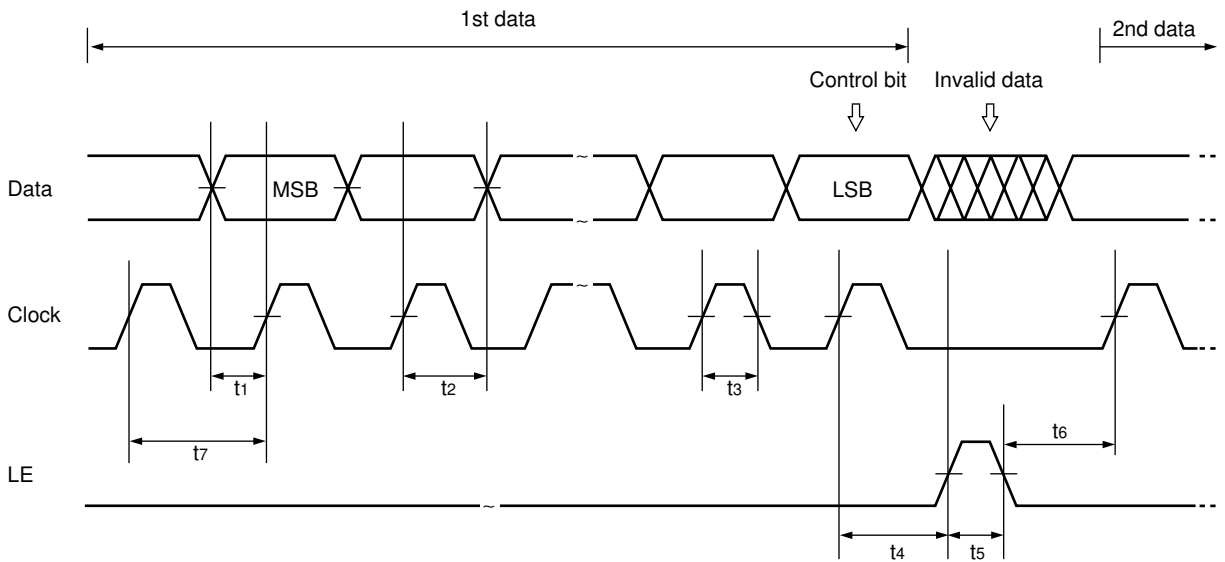 1st data
2nd data
Control bit
Invalid data
Data
MSB
LSB
Clock
t1
t2
t3
t7
t6
LE
t4
t5